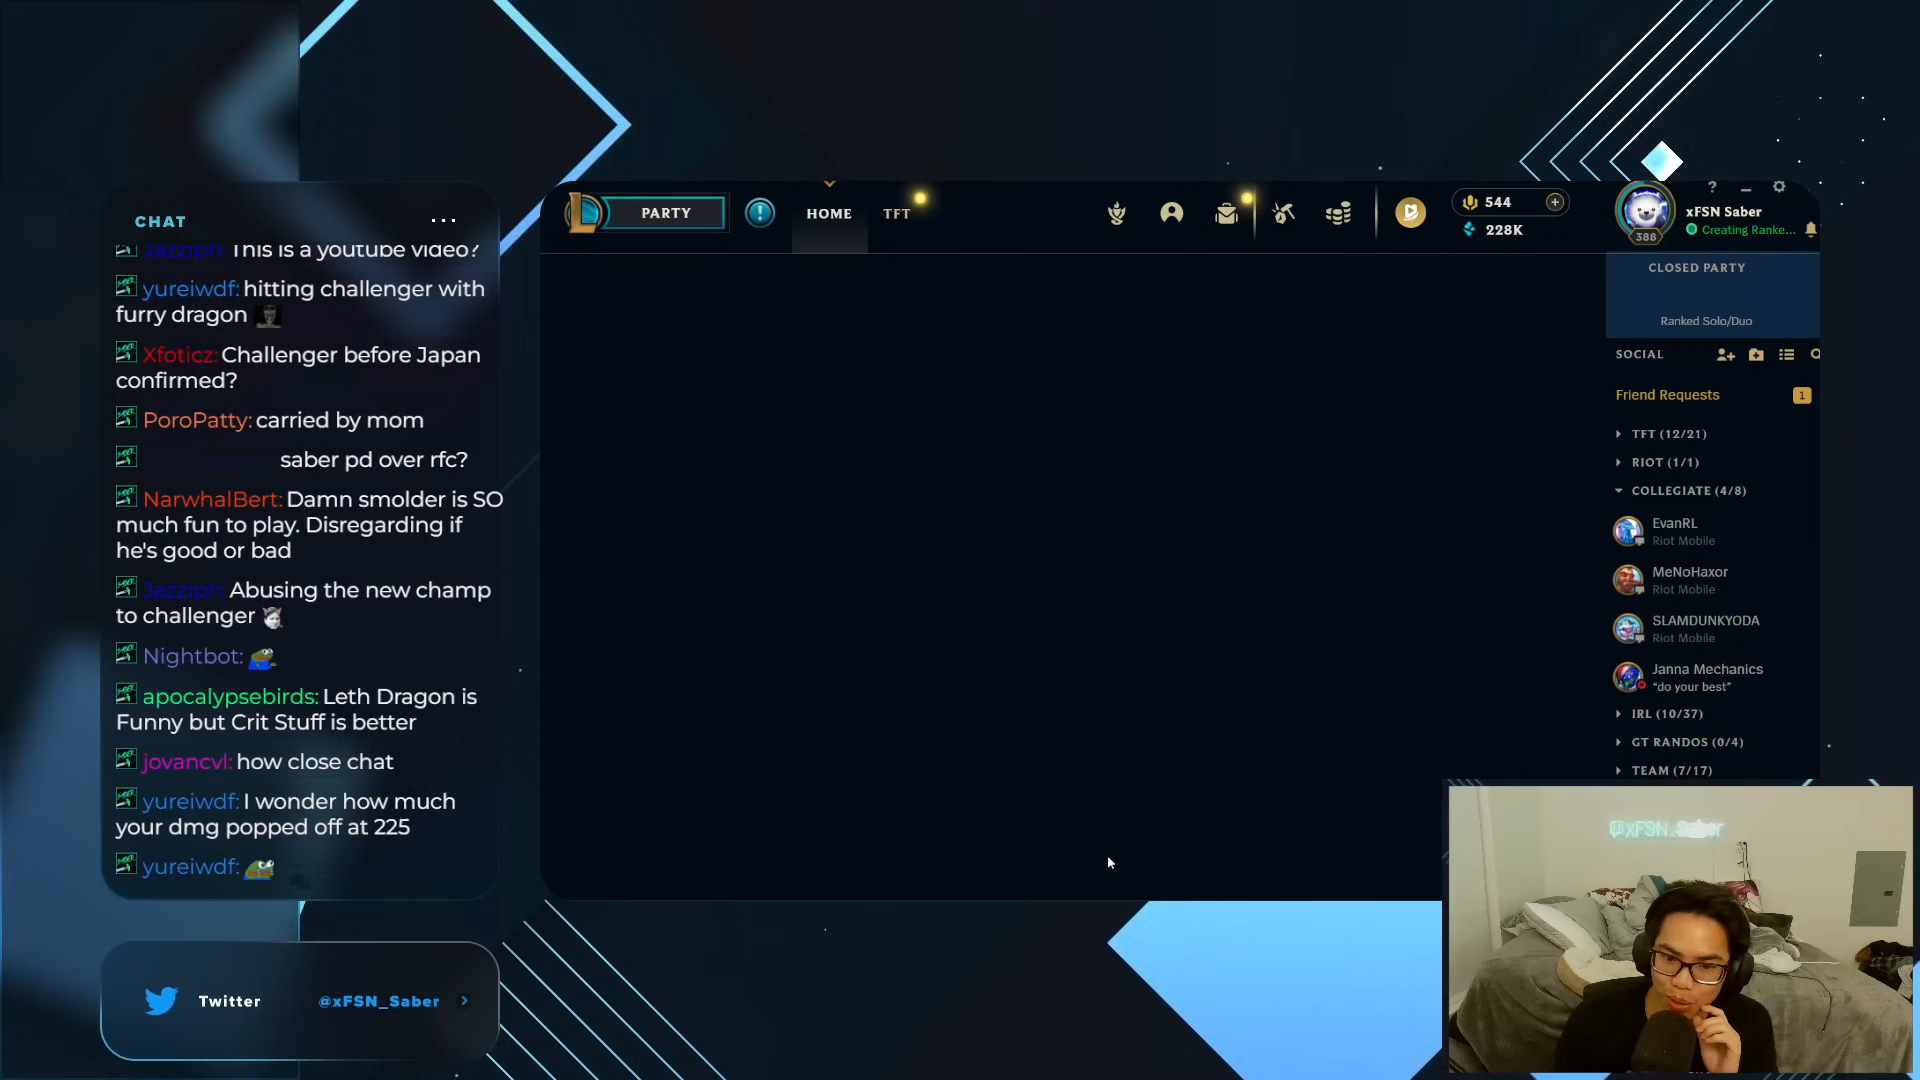 CHAT
Jazziph: This is a youtube video?
yureiwdf: hitting challenger with
furry dragon
Xfoticz: Challenger before Japan
confirmed?
PoroPatty: carried by mom
saber pd over rfc?
NarwhalBert: Damn smolder is SO
much fun to play. Disregarding if
he's good or bad
Jazziph: Abusing the new champ
to challenger
Nightbot:
apocalypsebirds: Leth Dragon is
Funny but Crit Stuff is better
jovancvl: how close chat
yureiwdf: I wonder how much
your dmg popped off at 225
yureiwdf:
Twitter @xFSN_Saber
PARTY
HOME
TFT
544
228K
388
xFSN Saber
Creating Ranke...
CLOSED PARTY
Ranked Solo/Duo
SOCIAL
Friend Requests 1
TFT (12/21)
RIOT (1/1)
COLLEGIATE (4/8)
EvanRL
Riot Mobile
MeNoHaxor
Riot Mobile
SLAMDUNKYODA
Riot Mobile
Janna Mechanics
"do your best"
IRL (10/37)
GT RANDOS (0/4)
TEAM (7/17)
@xFSN_Saber